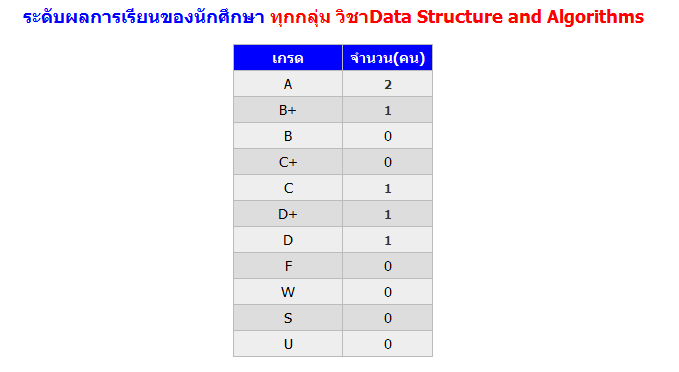 ระดับผลการเรียนของนักศึกษา ทุกกลุ่ม วิชาData Structure and Algorithms
เกรด จำนวน(คน)
A 2
B+ 1
B 0
C+ 0
C 1
D+ 1
D 1
F 0
W 0
S 0
U 0